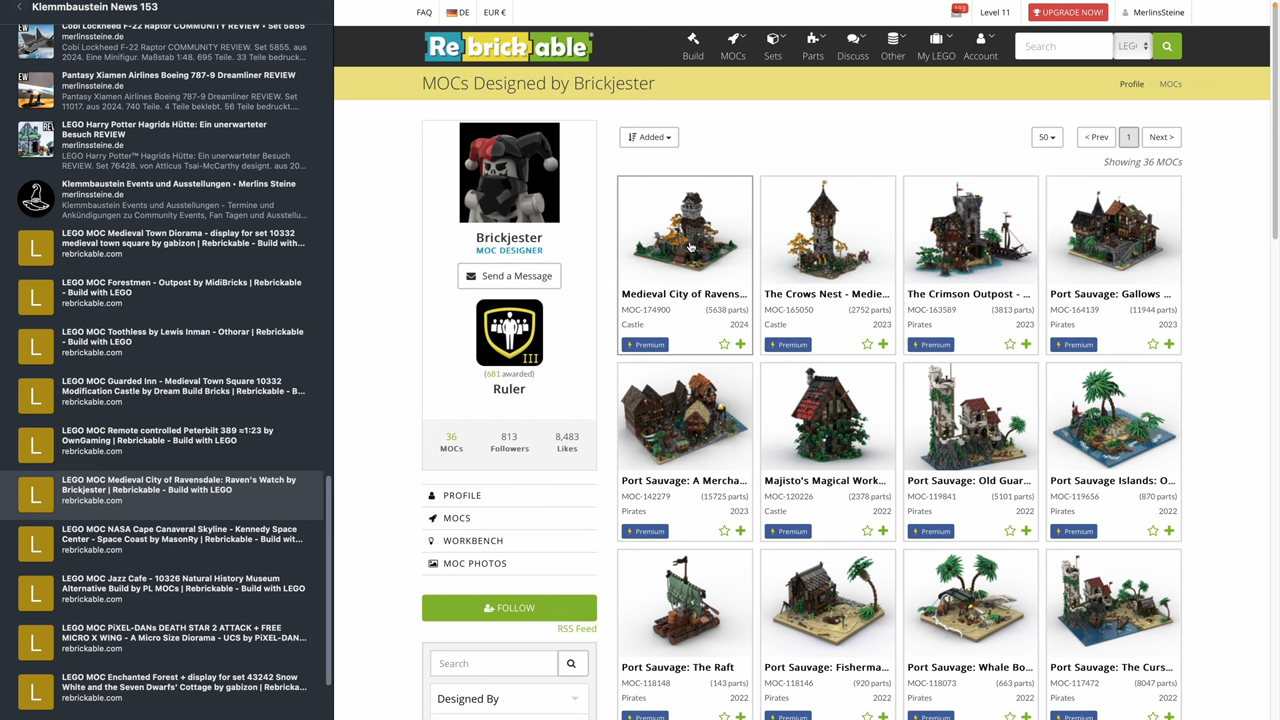 Klemmbaustein News 153
Cobi Lockheed F-22 Raptor COMMUNITY REVIEW. Set 5855
merlinssteine.de
Cobi Lockheed F-22 Raptor COMMUNITY REVIEW. Set 5855. aus
2024. Eine Minifigur. Maßstab 1:48. 695 Teile. 33 Teile bedruckt....
Pantasy Xiamen Airlines Boeing 787-9 Dreamliner REVIEW
merlinssteine.de
Pantasy Xiamen Airlines Boeing 787-9 Dreamliner REVIEW. Set
11017. aus 2024. 740 Teile. 4 Teile beklebt. 56 Teile bedruckt....
LEGO Harry Potter Hagrids Hütte: Ein unerwarteter
Besuch REVIEW
merlinssteine.de
LEGO Harry Potter™ Hagrids Hütte: Ein unerwarteter Besuch
REVIEW. Set 76428. von Atticus Tsai-McCarthy designt. aus 20...
Klemmbaustein Events und Ausstellungen • Merlins Steine
merlinssteine.de
Klemmbaustein Events und Ausstellungen - Termine und
Ankündigungen zu Community Events, Fan Tagen und Ausstellu...
L
LEGO MOC Medieval Town Diorama - display for set 10332
medieval town square by gabizon | Rebrickable - Build with...
rebrickable.com
L
LEGO MOC Forestmen - Outpost by MidiBricks | Rebrickable
- Build with LEGO
rebrickable.com
L
LEGO MOC Toothless by Lewis Inman - Othorar | Rebrickable
- Build with LEGO
rebrickable.com
L
LEGO MOC Guarded Inn - Medieval Town Square 10332
Modification Castle by Dream Build Bricks | Rebrickable - B...
rebrickable.com
L
LEGO MOC Remote controlled Peterbilt 389 ≈1:23 by
OwnGaming | Rebrickable - Build with LEGO
rebrickable.com
L
LEGO MOC Medieval City of Ravensdale: Raven's Watch by
Brickjester | Rebrickable - Build with LEGO
rebrickable.com
L
LEGO MOC NASA Cape Canaveral Skyline - Kennedy Space
Center - Space Coast by MasonRy | Rebrickable - Build wit...
rebrickable.com
L
LEGO MOC Jazz Cafe - 10326 Natural History Museum
Alternative Build by PL MOCs | Rebrickable - Build with LEGO
rebrickable.com
L
LEGO MOC PiXEL-DANs DEATH STAR 2 ATTACK + FREE
MICRO X WING - A Micro Size Diorama - UCS by PiXEL-DAN...
rebrickable.com
L
LEGO MOC Enchanted Forest + display for set 43242 Snow
White and the Seven Dwarfs' Cottage by gabizon | Rebricka...
rebrickable.com
FAQ DE EUR € 193 Level 11 UPGRADE NOW! MerlinsSteine
Rebrickable
Build MOCs Sets Parts Discuss Other My LEGO Account Search
MOCs Designed by Brickjester
Profile MOCs
Brickjester
MOC DESIGNER
Send a Message
III
(681 awarded)
Ruler
36 813 8,483
MOCs Followers Likes
PROFILE
MOCS
WORKBENCH
MOC PHOTOS
FOLLOW
RSS Feed
Search
Designed By
Added 50 < Prev 1 Next >
Showing 36 MOCs
Medieval City of Ravens... The Crows Nest - Medie... The Crimson Outpost - ... Port Sauvage: Gallows ...
MOC-174900 (5638 parts) MOC-165050 (2752 parts) MOC-163589 (3813 parts) MOC-164139 (11944 parts)
Castle 2024 Castle 2023 Pirates 2023 Pirates 2023
Premium Premium Premium Premium
Port Sauvage: A Mercha... Majisto's Magical Work... Port Sauvage: Old Guar... Port Sauvage Islands: O...
MOC-142279 (15725 parts) MOC-120226 (2378 parts) MOC-119841 (5101 parts) MOC-119656 (870 parts)
Pirates 2023 Castle 2022 Pirates 2022 Pirates 2022
Premium Premium Premium Premium
Port Sauvage: The Raft Port Sauvage: Fisherma... Port Sauvage: Whale Bo... Port Sauvage: The Curs...
MOC-118148 (143 parts) MOC-118146 (920 parts) MOC-118073 (663 parts) MOC-117472 (8047 parts)
Pirates 2022 Pirates 2022 Pirates 2022 Pirates 2022
Premium Premium Premium Premium